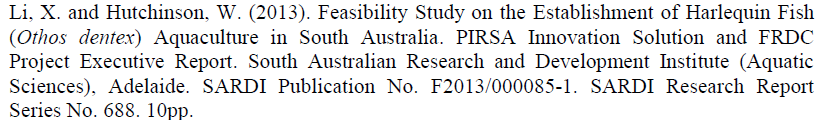 Li, X. and Hutchinson, W. (2013). Feasibility Study on the Establishment of Harlequin Fish
(Othos dentex) Aquaculture in South Australia. PIRSA Innovation Solution and FRDC
Project Executive Report. South Australian Research and Development Institute (Aquatic
Sciences), Adelaide. SARDI Publication No. F2013/000085-1. SARDI Research Report
Series No. 688. 10pp.